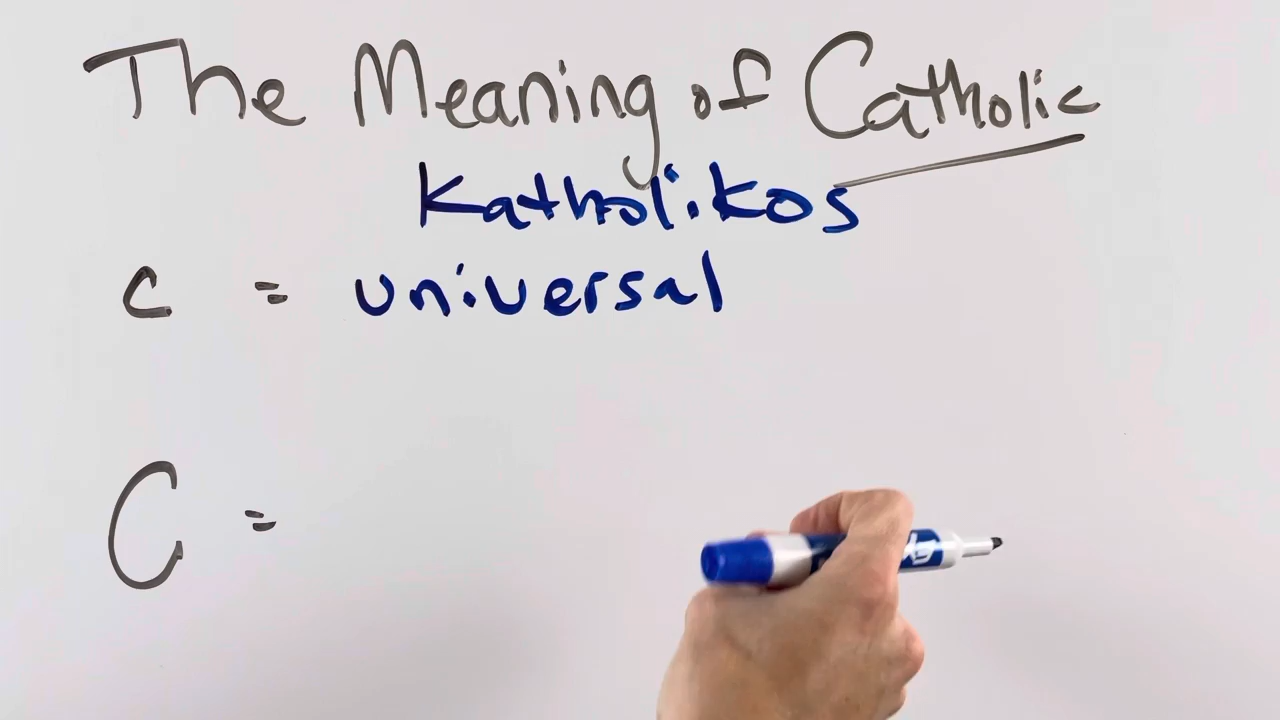 The Meaning of Catholic
Katholikos
c = universal
C =